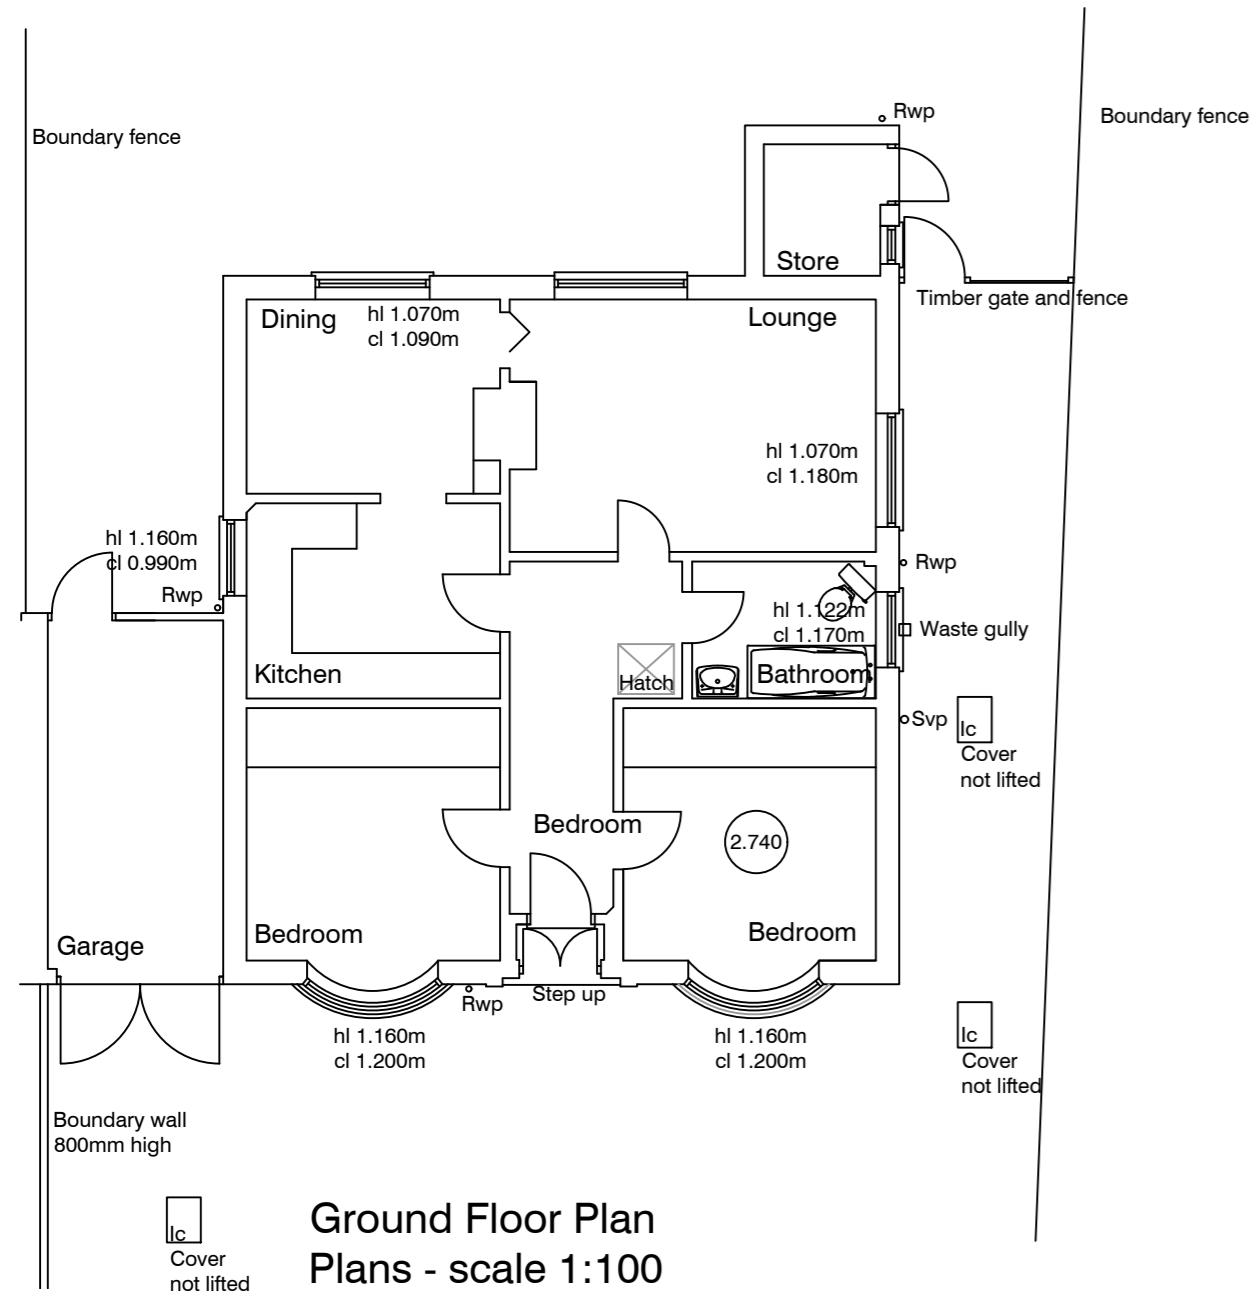 Rwp
Boundary fence
Boundary fence
Store
Timber gate and fence
Dining
hl 1.070m
cl 1.090m
Lounge
hl 1.070m
cl 1.180m
hl 1.160m
cl 0.990m
Rwp
Rwp
hl 1.122m
cl 1.170m
Waste gully
Kitchen
Hatch
Bathroom
Svp
Ic
Cover
not lifted
Bedroom
2.740
Garage
Bedroom
Bedroom
Rwp
Step up
hl 1.160m
cl 1.200m
hl 1.160m
cl 1.200m
Ic
Cover
not lifted
Boundary wall
800mm high
Ic
Cover
not lifted
Ground Floor Plan
Plans - scale 1:100